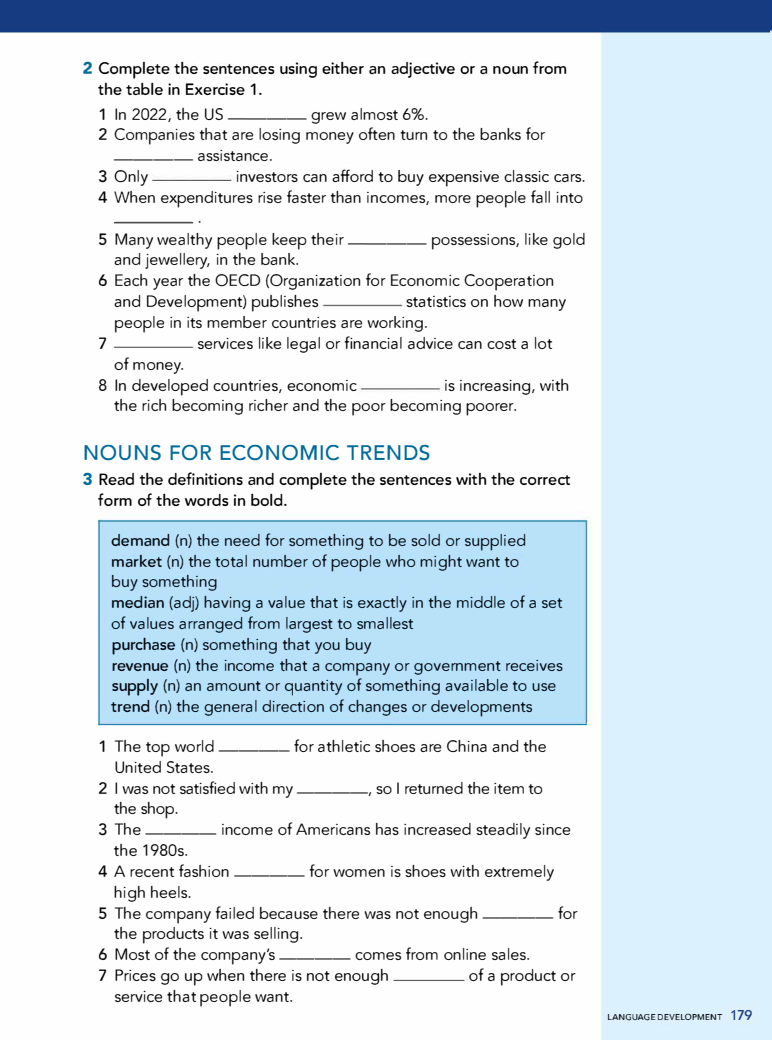 2 Complete the sentences using either an adjective or a noun from
the table in Exercise 1.
1 In 2022, the US ________ grew almost 6%.
2 Companies that are losing money often turn to the banks for
________ assistance.
3 Only ________ investors can afford to buy expensive classic cars.
4 When expenditures rise faster than incomes, more people fall into
________ .
5 Many wealthy people keep their ________ possessions, like gold
and jewellery, in the bank.
6 Each year the OECD (Organization for Economic Cooperation
and Development) publishes ________ statistics on how many
people in its member countries are working.
7 ________ services like legal or financial advice can cost a lot
of money.
8 In developed countries, economic ________ is increasing, with
the rich becoming richer and the poor becoming poorer.
NOUNS FOR ECONOMIC TRENDS
3 Read the definitions and complete the sentences with the correct
form of the words in bold.
demand (n) the need for something to be sold or supplied
market (n) the total number of people who might want to
buy something
median (adj) having a value that is exactly in the middle of a set
of values arranged from largest to smallest
purchase (n) something that you buy
revenue (n) the income that a company or government receives
supply (n) an amount or quantity of something available to use
trend (n) the general direction of changes or developments
1 The top world ________ for athletic shoes are China and the
United States.
2 I was not satisfied with my ________, so I returned the item to
the shop.
3 The ________ income of Americans has increased steadily since
the 1980s.
4 A recent fashion ________ for women is shoes with extremely
high heels.
5 The company failed because there was not enough ________ for
the products it was selling.
6 Most of the company's ________ comes from online sales.
7 Prices go up when there is not enough ________ of a product or
service that people want.
LANGUAGE DEVELOPMENT 179